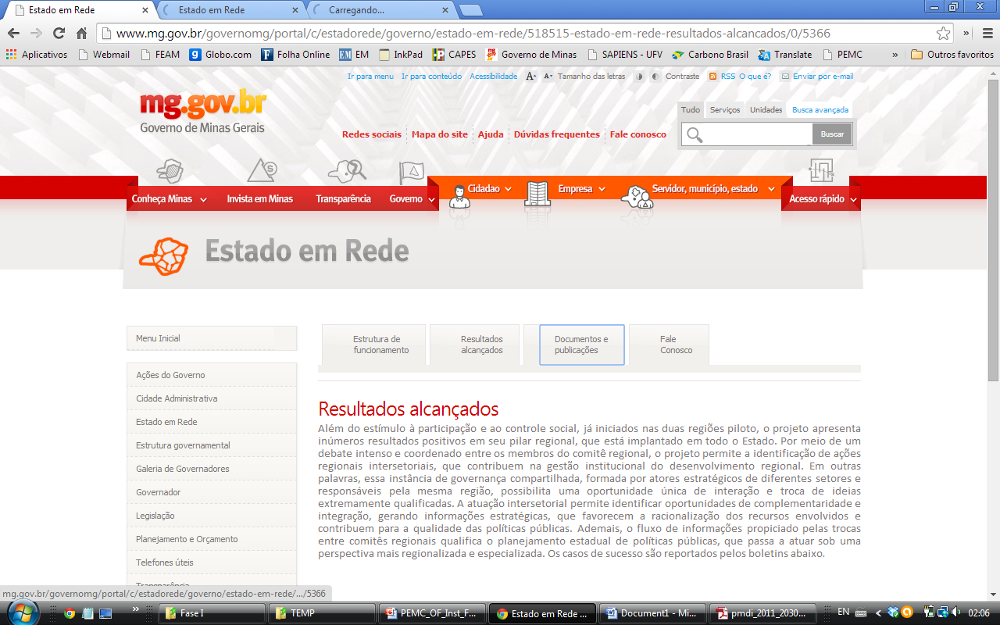 Estado em Rede
Estado em Rede
Carregando...
www.mg.gov.br/governomg/portal/c/estadorede/governo/estado-em-rede/518515-estado-em-rede-resultados-alcancados/0/5366
Aplicativos Webmail FEAM Globo.com Folha Online EM InkPad CAPES Governo de Minas SAPIENS - UFV Carbono Brasil Translate PEMC » Outros favoritos
Ir para menu Ir para conteúdo Acessibilidade A+ A- Tamanho das letras Contraste RSS O que é? Enviar por e-mail
mg.gov.br
Governo de Minas Gerais
Tudo Serviços Unidades Busca avançada
Redes sociais Mapa do site Ajuda Dúvidas frequentes Fale conosco
Buscar
Cidadao Empresa Servidor, município, estado
Conheça Minas Invista em Minas Transparência Governo Acesso rápido
Estado em Rede
Menu Inicial
Ações do Governo
Cidade Administrativa
Estado em Rede
Estrutura governamental
Galeria de Governadores
Governador
Legislação
Planejamento e Orçamento
Telefones úteis
Transparência
Estrutura de
funcionamento
Resultados
alcançados
Documentos e
publicações
Fale
Conosco
Resultados alcançados
Além do estímulo à participação e ao controle social, já iniciados nas duas regiões piloto, o projeto apresenta
inúmeros resultados positivos em seu pilar regional, que está implantado em todo o Estado. Por meio de um
debate intenso e coordenado entre os membros do comitê regional, o projeto permite a identificação de ações
regionais intersetoriais, que contribuem na gestão institucional do desenvolvimento regional. Em outras
palavras, essa instância de governança compartilhada, formada por atores estratégicos de diferentes setores e
responsáveis pela mesma região, possibilita uma oportunidade única de interação e troca de ideias
extremamente qualificadas. A atuação intersetorial permite identificar oportunidades de complementaridade e
integração, gerando informações estratégicas, que favorecem a racionalização dos recursos envolvidos e
contribuem para a qualidade das políticas públicas. Ademais, o fluxo de informações propiciado pelas trocas
entre comitês regionais qualifica o planejamento estadual de políticas públicas, que passa a atuar sob uma
perspectiva mais regionalizada e especializada. Os casos de sucesso são reportados pelos boletins abaixo.
mg.gov.br/governomg/portal/c/estadorede/governo/estado-em-rede/.../5366
» Fase I TEMP PEMC_OF_Inst_F... Estado em Rede ... Document1 - Mi... pmdi_2011_2030... EN 02:06